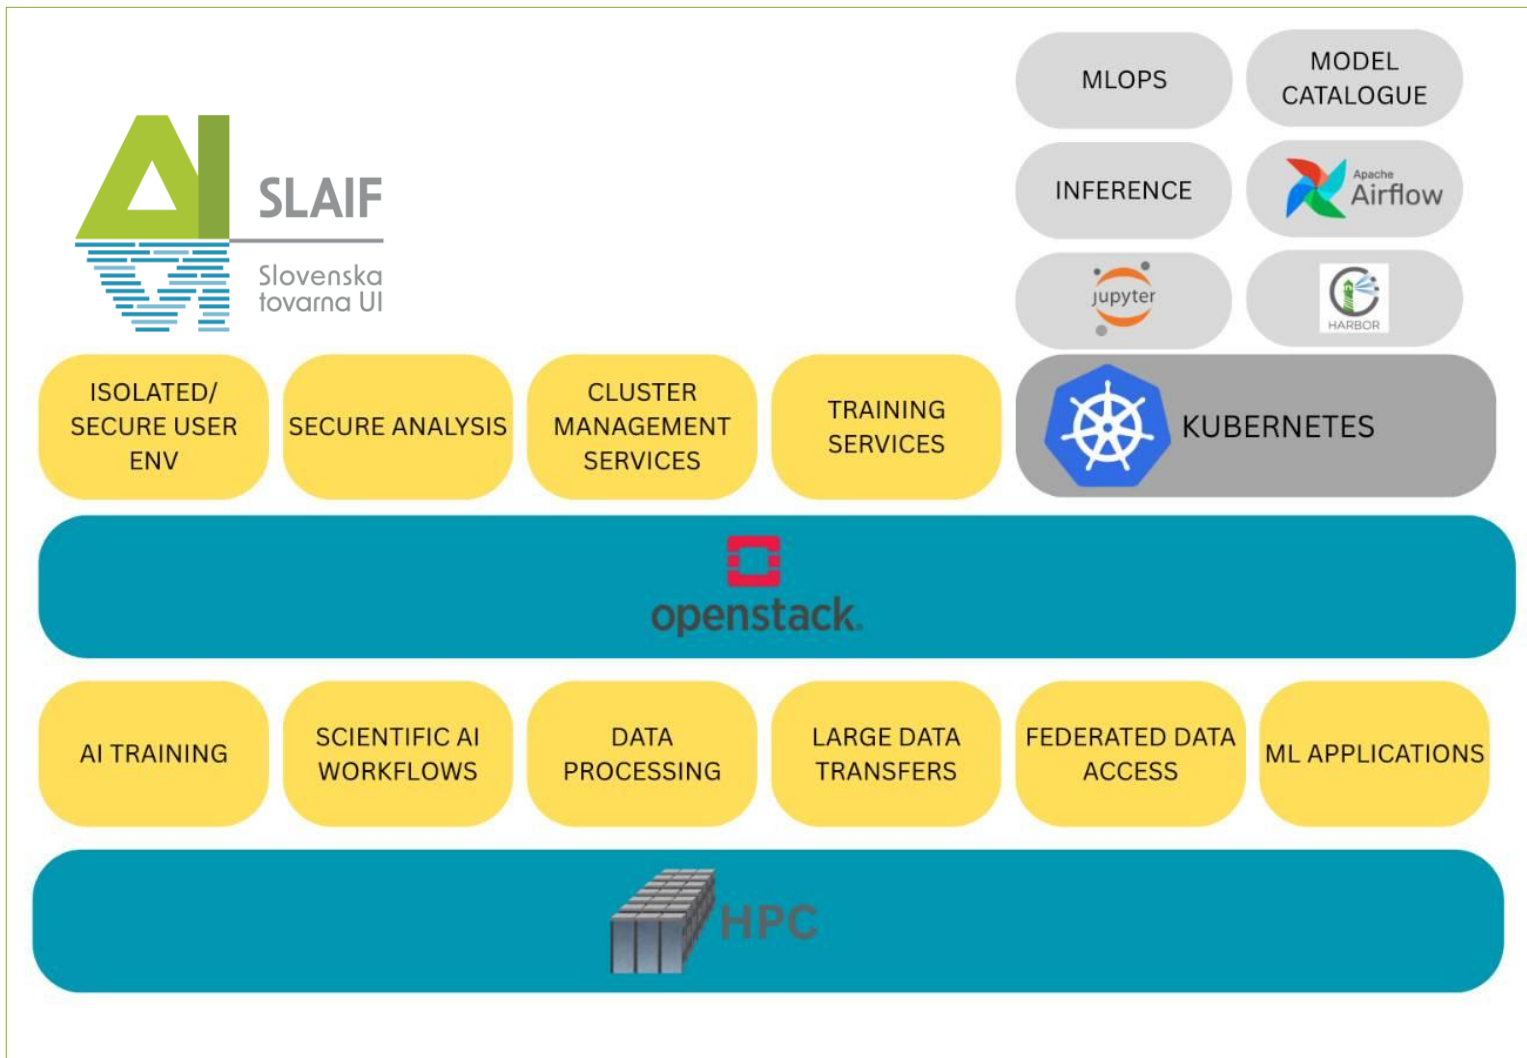 MLOPS
MODEL
CATALOGUE
SLAIF
Slovenska
tovarna UI
INFERENCE
Apache
Airflow
jupyter
HARBOR
ISOLATED/
SECURE USER
ENV
SECURE ANALYSIS
CLUSTER
MANAGEMENT
SERVICES
TRAINING
SERVICES
KUBERNETES
openstack.
AI TRAINING
SCIENTIFIC AI
WORKFLOWS
DATA
PROCESSING
LARGE DATA
TRANSFERS
FEDERATED DATA
ACCESS
ML APPLICATIONS
HPC